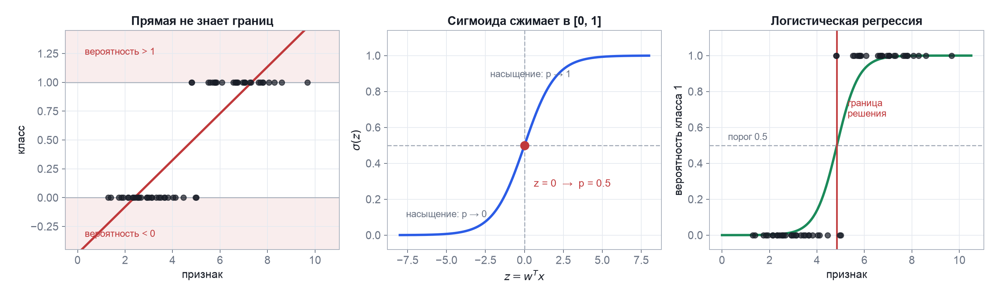 Прямая не знает границ
вероятность > 1
вероятность < 0
1.25
1.00
0.75
0.50
0.25
0.00
−0.25
класс
0 2 4 6 8 10
признак
Сигмоида сжимает в [0, 1]
насыщение: p → 1
z = 0 → p = 0.5
насыщение: p → 0
1.0
0.8
0.6
0.4
0.2
0.0
σ(z)
−7.5 −5.0 −2.5 0.0 2.5 5.0 7.5
z = wᵀx
Логистическая регрессия
граница
решения
порог 0.5
1.0
0.8
0.6
0.4
0.2
0.0
вероятность класса 1
0 2 4 6 8 10
признак